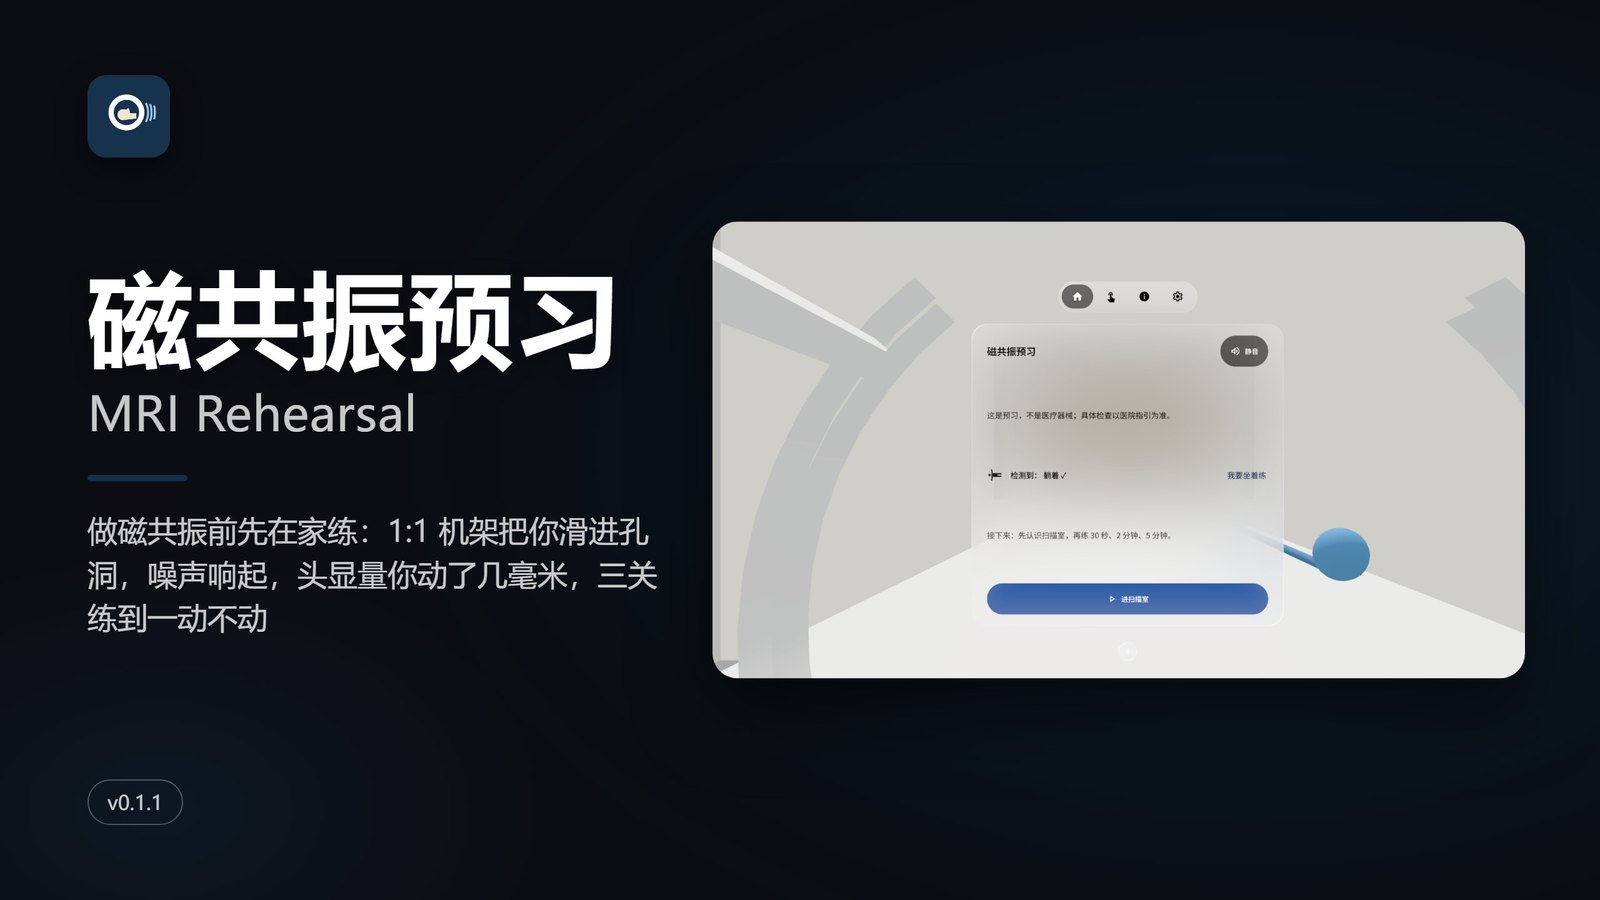 磁共振预习
MRI Rehearsal
做磁共振前先在家练：1:1 机架把你滑进孔
洞，噪声响起，头显量你动了几毫米，三关
练到一动不动
v0.1.1
磁共振预习
静音
这是预习，不是医疗器械；具体检查以医院指引为准。
检测到： 躺着 ✓
我要坐着练
接下来：先认识扫描室，再练 30 秒、2 分钟、5 分钟。
进扫描室